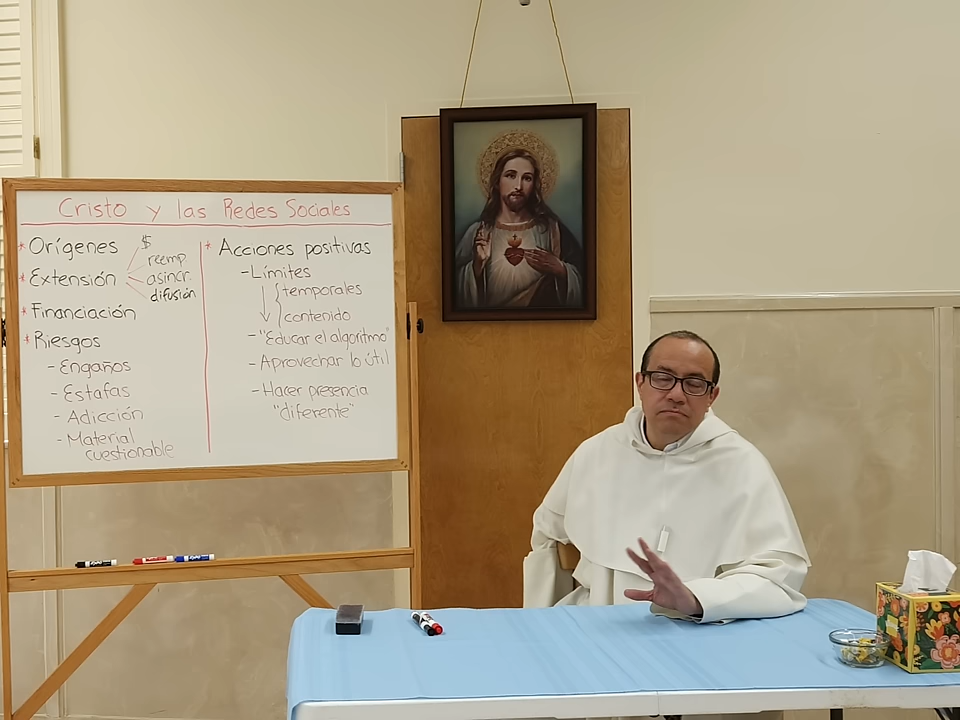 Cristo y las Redes Sociales
* Orígenes
* Extensión
$
reemp.
asincr.
difusión
* Financiación
* Riesgos
- Engaños
- Estafas
- Adicción
- Material
cuestionable
* Acciones positivas
- Límites
temporales
contenido
- "Educar el algoritmo"
- Aprovechar lo útil
- Hacer presencia
"diferente"